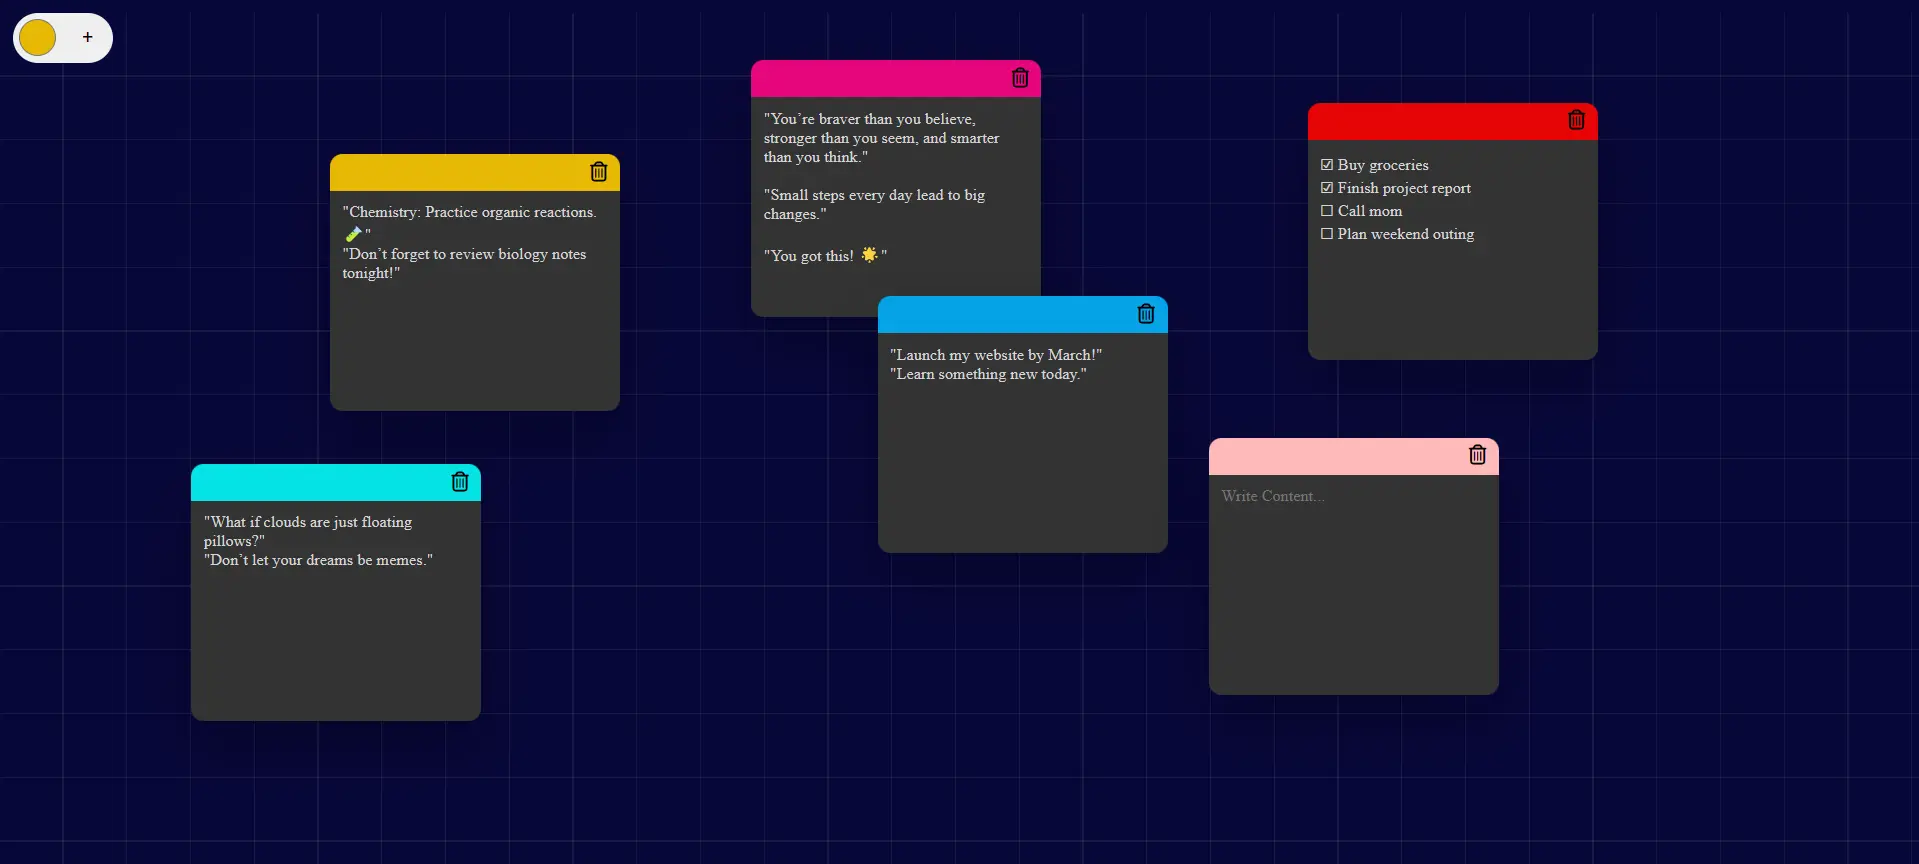 +
"You’re braver than you believe,
stronger than you seem, and smarter
than you think."
"Small steps every day lead to big
changes."
"You got this! 🌟"
☑ Buy groceries
☑ Finish project report
☐ Call mom
☐ Plan weekend outing
"Chemistry: Practice organic reactions.
🧪"
"Don’t forget to review biology notes
tonight!"
"Launch my website by March!"
"Learn something new today."
Write Content...
"What if clouds are just floating
pillows?"
"Don’t let your dreams be memes."